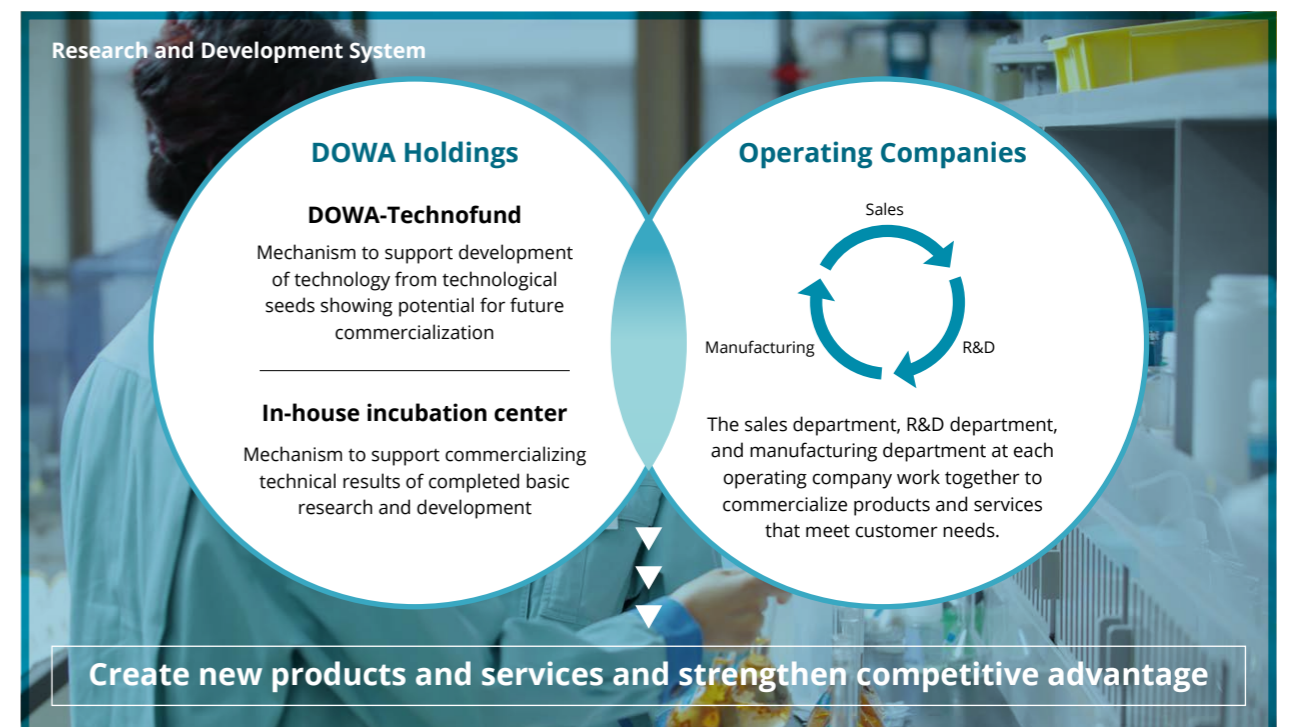 Research and Development System
DOWA Holdings
DOWA-Technofund
Mechanism to support development
of technology from technological
seeds showing potential for future
commercialization
In-house incubation center
Mechanism to support commercializing
technical results of completed basic
research and development
Operating Companies
Sales
R&D
Manufacturing
The sales department, R&D department,
and manufacturing department at each
operating company work together to
commercialize products and services
that meet customer needs.
Create new products and services and strengthen competitive advantage